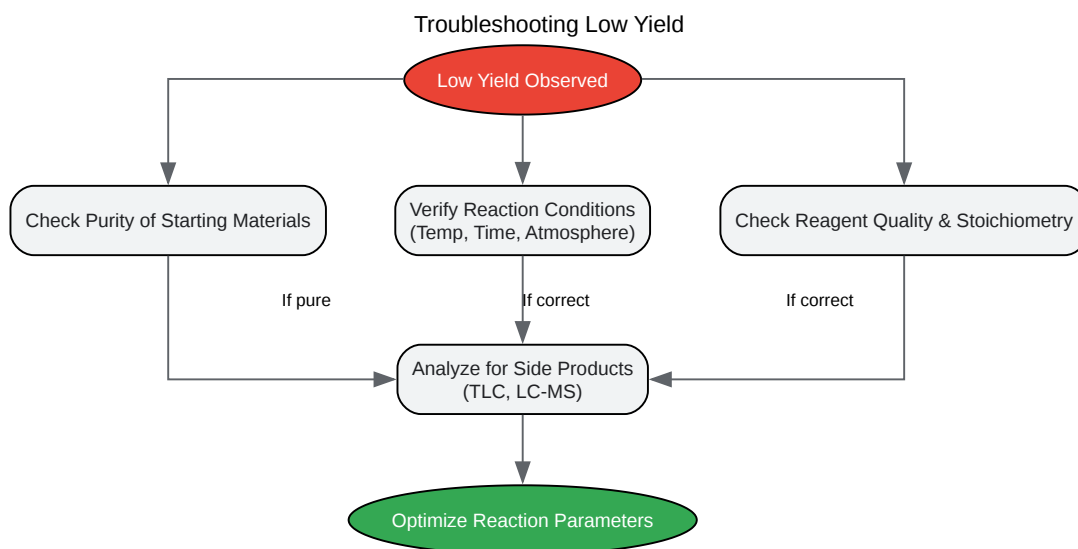 Troubleshooting Low Yield
Low Yield Observed
Check Purity of Starting Materials
Verify Reaction Conditions
(Temp, Time, Atmosphere)
Check Reagent Quality & Stoichiometry
If pure
If correct
If correct
Analyze for Side Products
(TLC, LC-MS)
Optimize Reaction Parameters